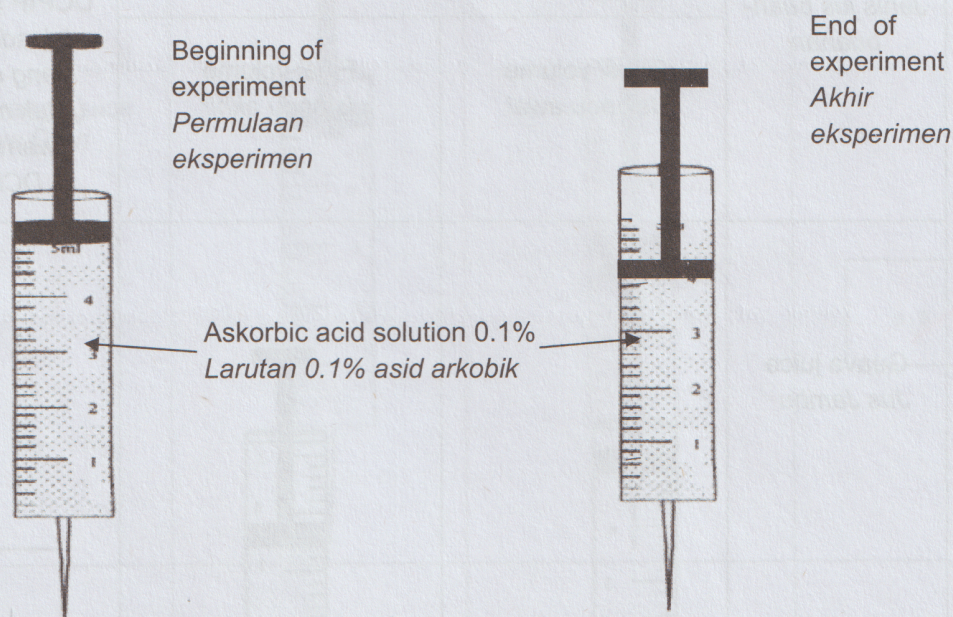 Beginning of
experiment
Permulaan
eksperimen
End of
experiment
Akhir
eksperimen
5ml
4
3
2
1
Askorbic acid solution 0.1%
Larutan 0.1% asid arkobik
4
3
2
1